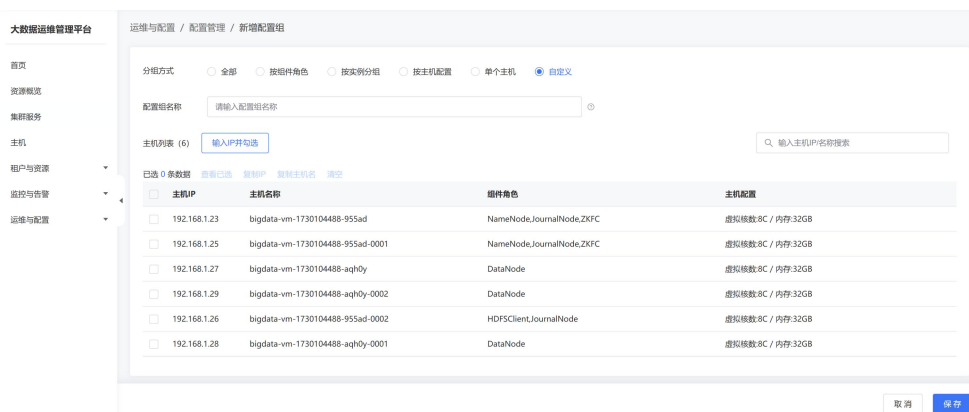 大数据运维管理平台
运维与配置 / 配置管理 / 新增配置组
首页
资源概览
集群服务
主机
租户与资源
监控与告警
运维与配置
分组方式 全部 按组件角色 按实例分组 按主机配置 单个主机 自定义
配置组名称 请输入配置组名称
主机列表（6） 输入IP并勾选 输入主机IP/名称搜索
已选 0 条数据 查看已选 复制IP 复制主机名 清空
主机IP 主机名称 组件角色 主机配置
192.168.1.23 bigdata-vm-1730104488-955ad NameNode,JournalNode,ZKFC 虚拟核数:8C / 内存:32GB
192.168.1.25 bigdata-vm-1730104488-955ad-0001 NameNode,JournalNode,ZKFC 虚拟核数:8C / 内存:32GB
192.168.1.27 bigdata-vm-1730104488-aqh0y DataNode 虚拟核数:8C / 内存:32GB
192.168.1.29 bigdata-vm-1730104488-aqh0y-0002 DataNode 虚拟核数:8C / 内存:32GB
192.168.1.26 bigdata-vm-1730104488-955ad-0002 HDFSClient,JournalNode 虚拟核数:8C / 内存:32GB
192.168.1.28 bigdata-vm-1730104488-aqh0y-0001 DataNode 虚拟核数:8C / 内存:32GB
取消 保存